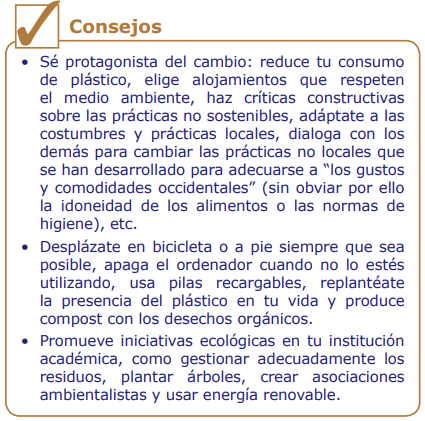 Consejos
• Sé protagonista del cambio: reduce tu consumo
de plástico, elige alojamientos que respeten
el medio ambiente, haz críticas constructivas
sobre las prácticas no sostenibles, adáptate a las
costumbres y prácticas locales, dialoga con los
demás para cambiar las prácticas no locales que
se han desarrollado para adecuarse a “los gustos
y comodidades occidentales” (sin obviar por ello
la idoneidad de los alimentos o las normas de
higiene), etc.
• Desplázate en bicicleta o a pie siempre que sea
posible, apaga el ordenador cuando no lo estés
utilizando, usa pilas recargables, replantéate
la presencia del plástico en tu vida y produce
compost con los desechos orgánicos.
• Promueve iniciativas ecológicas en tu institución
académica, como gestionar adecuadamente los
residuos, plantar árboles, crear asociaciones
ambientalistas y usar energía renovable.